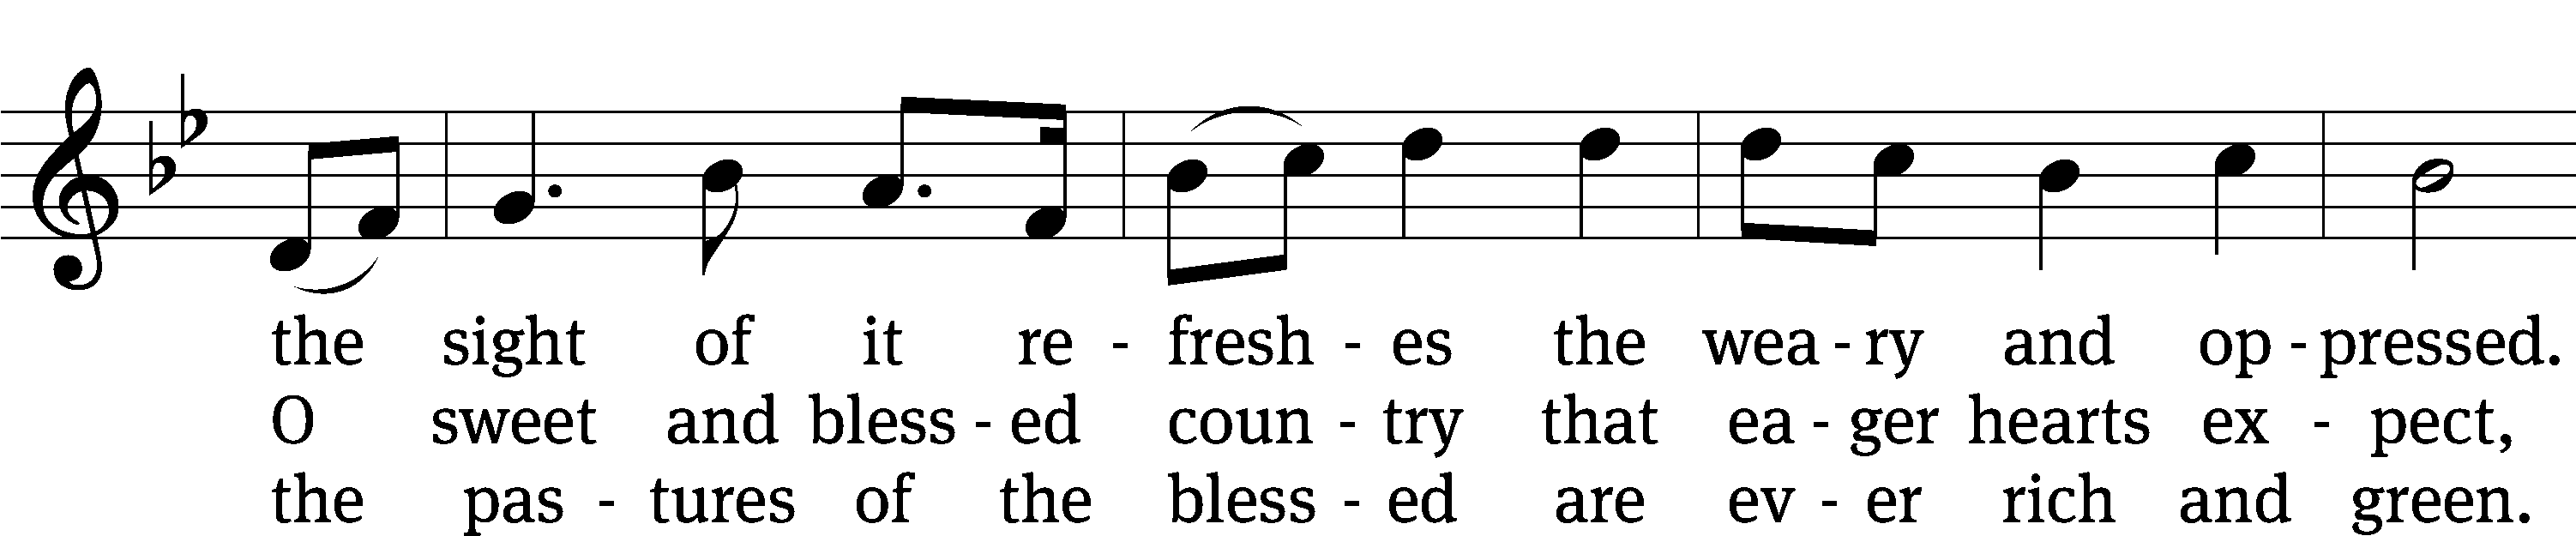 the sight of it re - fresh - es the wea - ry and op - pressed.
O sweet and bless - ed coun - try that ea - ger hearts ex - pect,
the pas - tures of the bless - ed are ev - er rich and green.